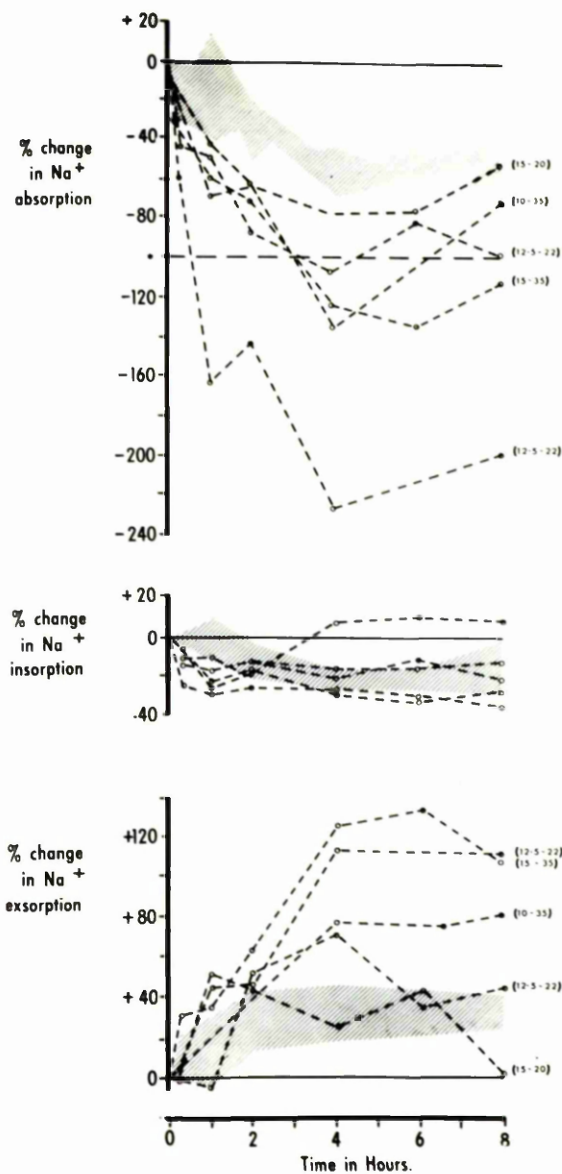 + 20
0
-40
-80
-120
-160
-200
-240
% change
in Na+
absorption
(15-20)
(10-35)
(12·5-22)
(15-35)
(12·5-22)
+ 20
0
-40
% change
in Na+
insorption
+120
+80
+ 40
0
% change
in Na+
exsorption
(12·5-22)
(15-35)
(10-35)
(12·5-22)
(15-20)
0 2 4 6 8
Time in Hours.